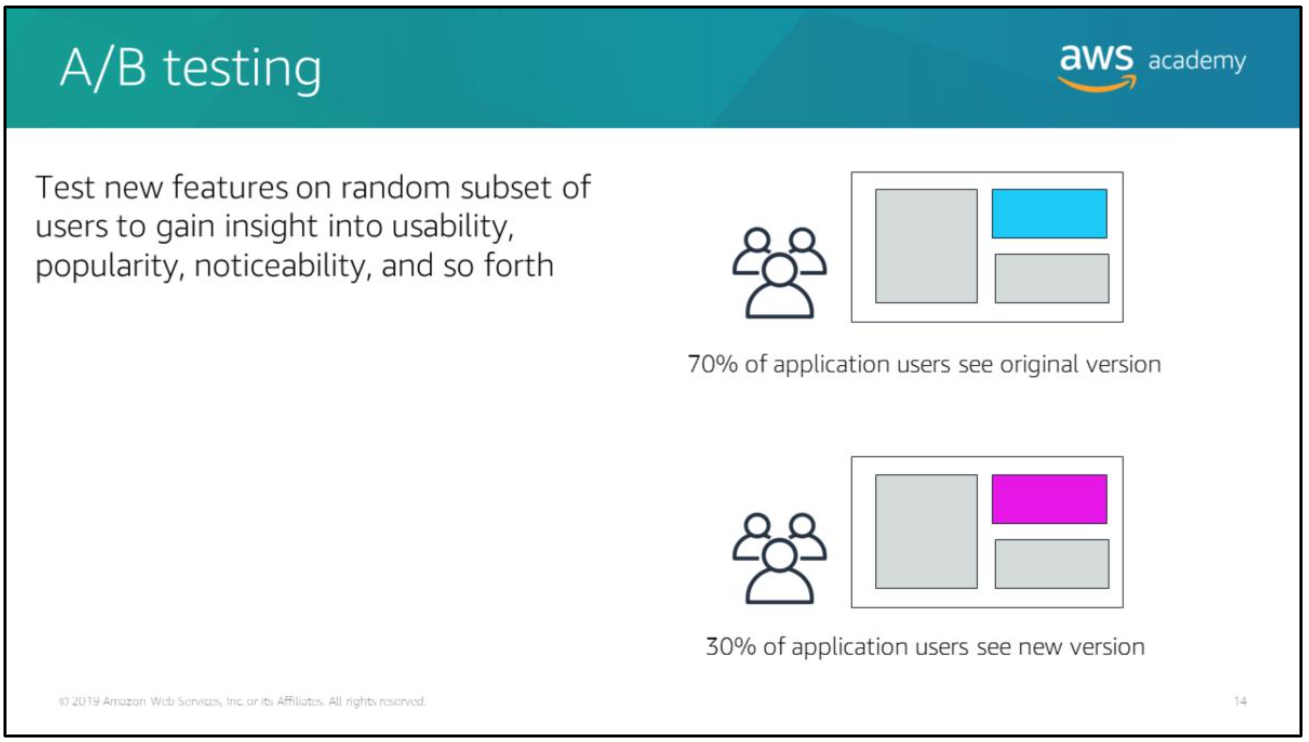 A/B testing
aws academy
Test new features on random subset of
users to gain insight into usability,
popularity, noticeability, and so forth
70% of application users see original version
30% of application users see new version
© 2019 Amazon Web Services, Inc. or its Affiliates. All rights reserved.
14